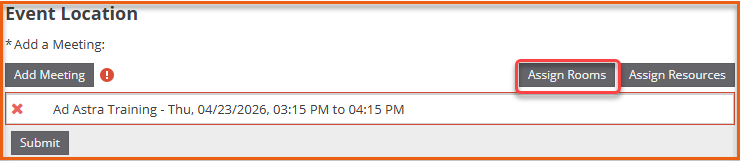 Event Location
* Add a Meeting:
Add Meeting Assign Rooms Assign Resources
Ad Astra Training - Thu, 04/23/2026, 03:15 PM to 04:15 PM
Submit